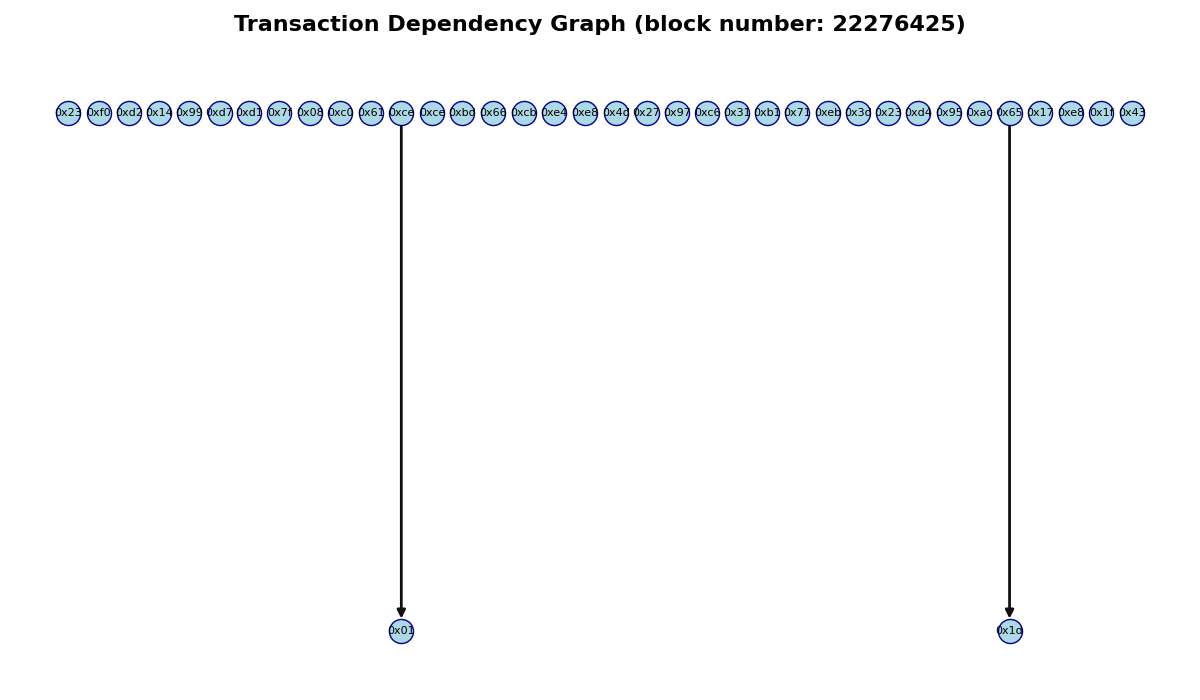 Transaction Dependency Graph (block number: 22276425)
0x23 0xf0 0xd2 0x14 0x99 0xd7 0xd1 0x7f 0x08 0xc0 0x61 0xce 0xce 0xbd 0x66 0xcb 0xe4 0xe8 0x4d 0x27 0x97 0xc6 0x31 0xb1 0x71 0xeb 0x3d 0x23 0xd4 0x95 0xac 0x65 0x17 0xe8 0x1f 0x43
0x01 0x1d